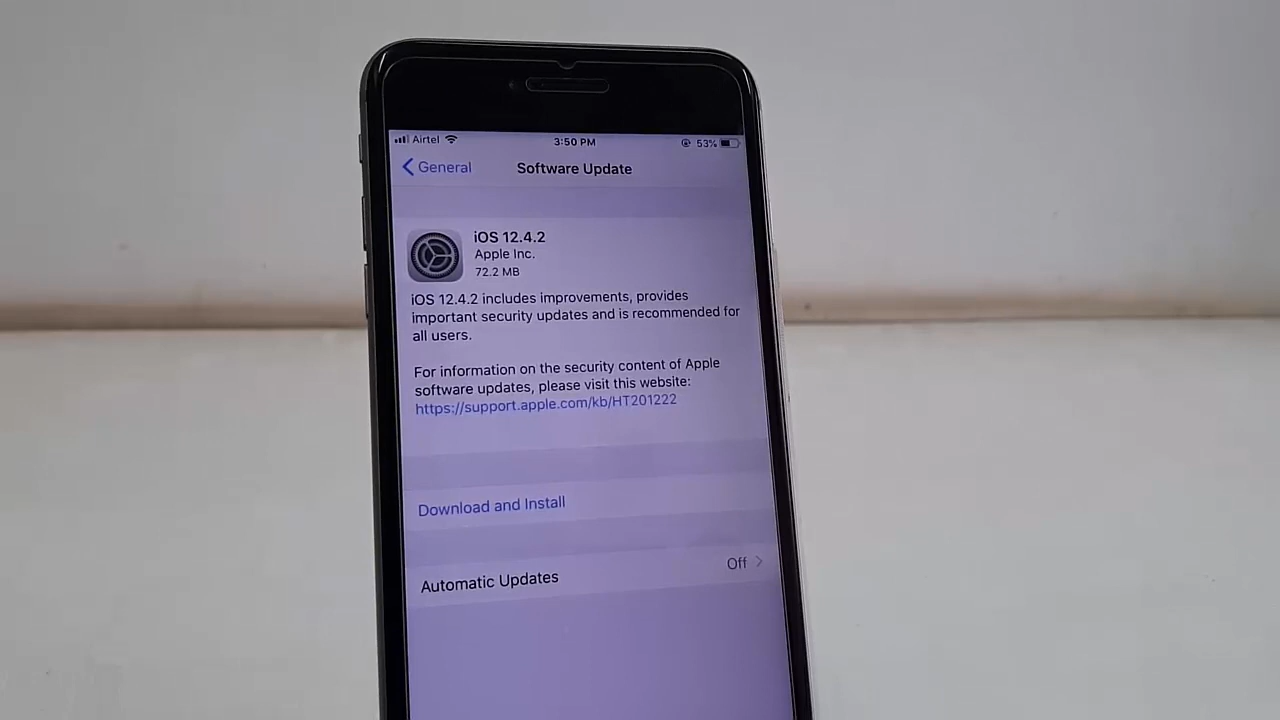 Airtel
3:50 PM
53%
General
Software Update
iOS 12.4.2
Apple Inc.
72.2 MB
iOS 12.4.2 includes improvements, provides
important security updates and is recommended for
all users.
For information on the security content of Apple
software updates, please visit this website:
https://support.apple.com/kb/HT201222
Download and Install
Automatic Updates
Off